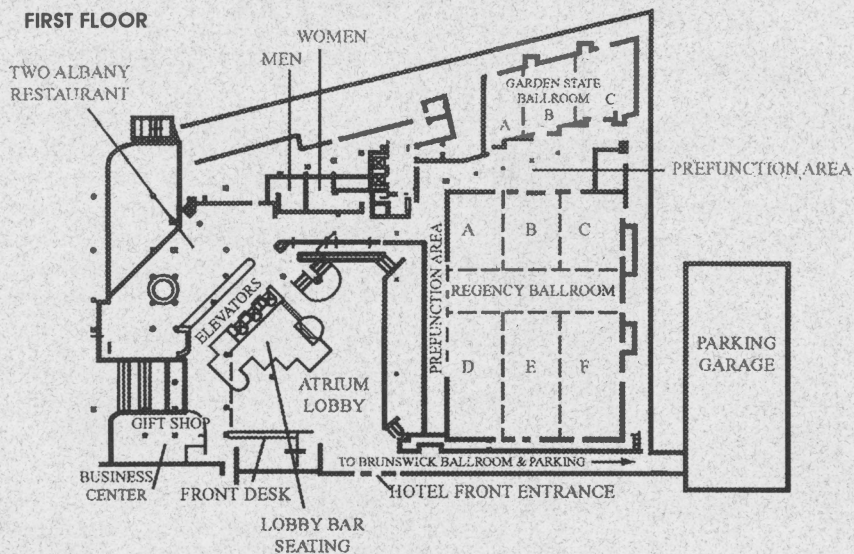 FIRST FLOOR
WOMEN
MEN
TWO ALBANY
RESTAURANT
GARDEN STATE
BALLROOM
A
B
C
PREFUNCTION AREA
PREFUNCTION AREA
A
B
C
REGENCY BALLROOM
D
E
F
ELEVATORS
ATRIUM
LOBBY
PARKING
GARAGE
GIFT SHOP
BUSINESS
CENTER
FRONT DESK
LOBBY BAR
SEATING
TO BRUNSWICK BALLROOM & PARKING
HOTEL FRONT ENTRANCE